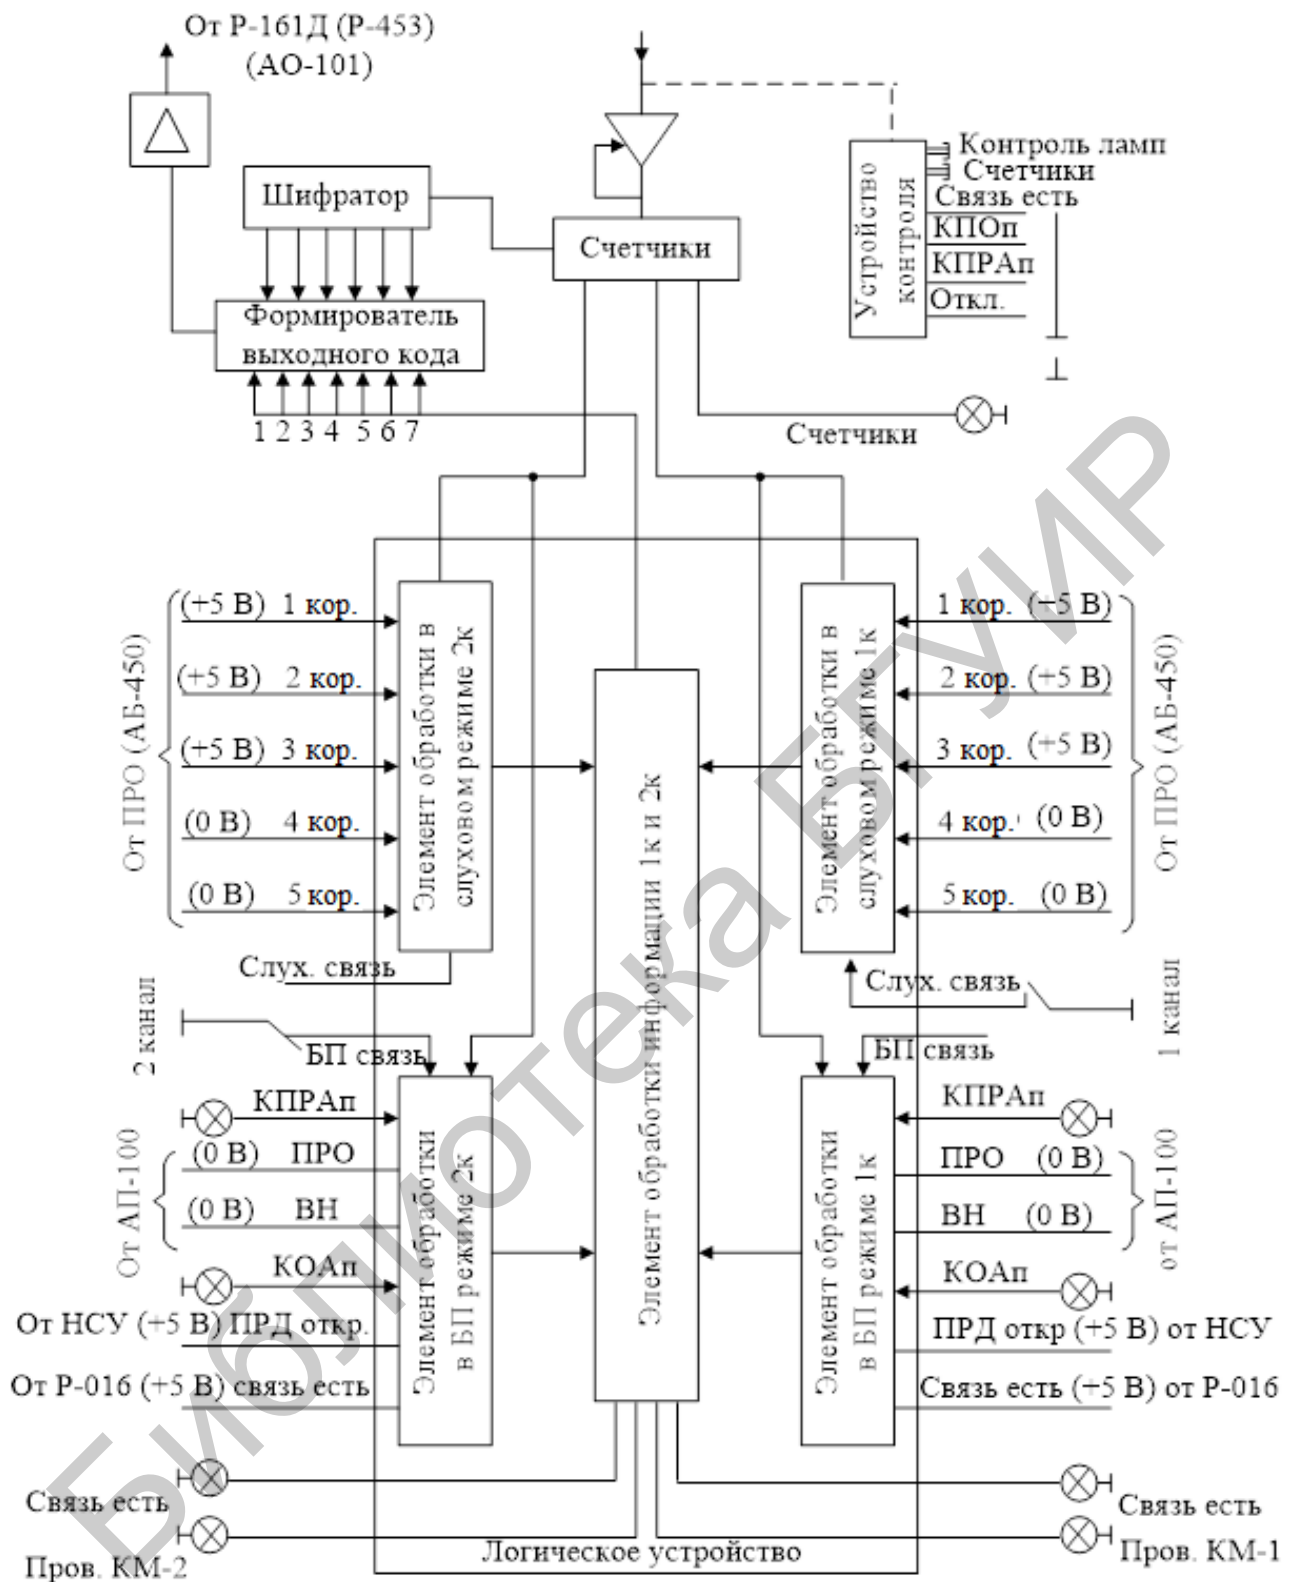 От Р-161Д (Р-453)
(АО-101)
Шифратор
Счетчики
Формирователь
выходного кода
1 2 3 4 5 6 7
Устройство
контроля
Контроль ламп
Счетчики
Связь есть
КПОп
КПРАп
Откл.
Счетчики
От ПРО (АБ-450)
(+5 В) 1 кор.
(+5 В) 2 кор.
(+5 В) 3 кор.
(0 В) 4 кор.
(0 В) 5 кор.
Элемент обработки в
слуховом режиме 2к
Элемент обработки информации 1к и 2к
Элемент обработки в
слуховом режиме 1к
1 кор. (+5 В)
2 кор. (+5 В)
3 кор. (+5 В)
4 кор. (0 В)
5 кор. (0 В)
От ПРО (АБ-450)
Слух. связь
2 канал
БП связь
Слух. связь
1 канал
БП связь
КПРАп
От АП-100
(0 В) ПРО
(0 В) ВН
КОАп
От НСУ (+5 В) ПРД откр.
От Р-016 (+5 В) связь есть
Элемент обработки
в БП режиме 2к
Элемент обработки
в БП режиме 1к
КПРАп
ПРО (0 В)
ВН (0 В)
от АП-100
КОАп
ПРД откр (+5 В) от НСУ
Связь есть (+5 В) от Р-016
Связь есть
Пров. КМ-2
Логическое устройство
Связь есть
Пров. КМ-1
Библиотека БГУИР